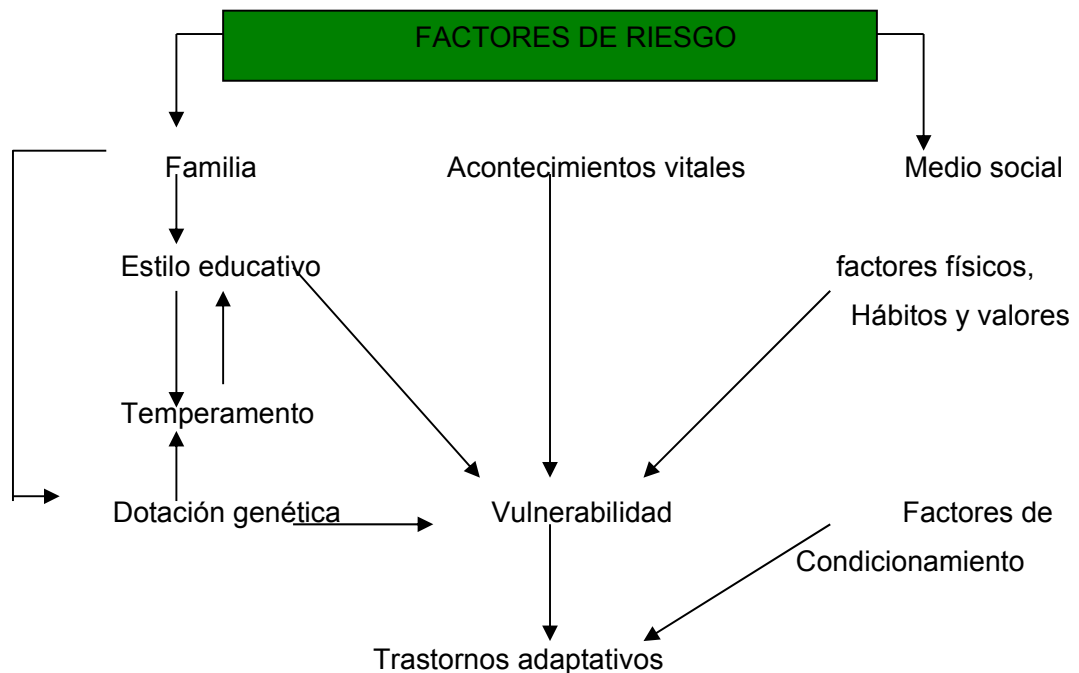 FACTORES DE RIESGO
Familia
Acontecimientos vitales
Medio social
Estilo educativo
factores físicos,
Hábitos y valores
Temperamento
Dotación genética
Vulnerabilidad
Factores de
Condicionamiento
Trastornos adaptativos